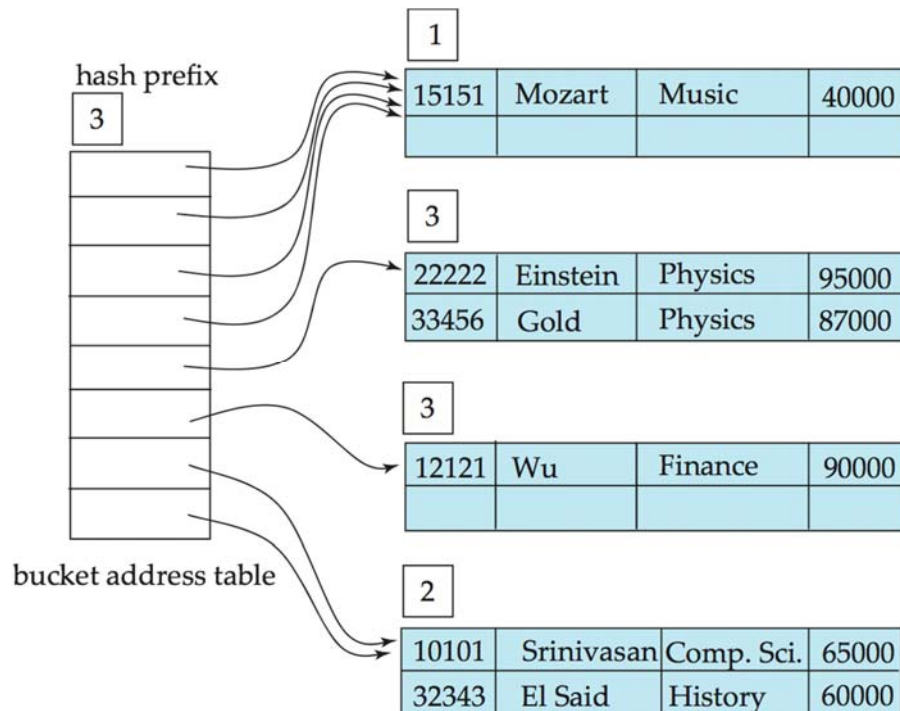 hash prefix
3
bucket address table
1
15151 Mozart Music 40000
3
22222 Einstein Physics 95000
33456 Gold Physics 87000
3
12121 Wu Finance 90000
2
10101 Srinivasan Comp. Sci. 65000
32343 El Said History 60000